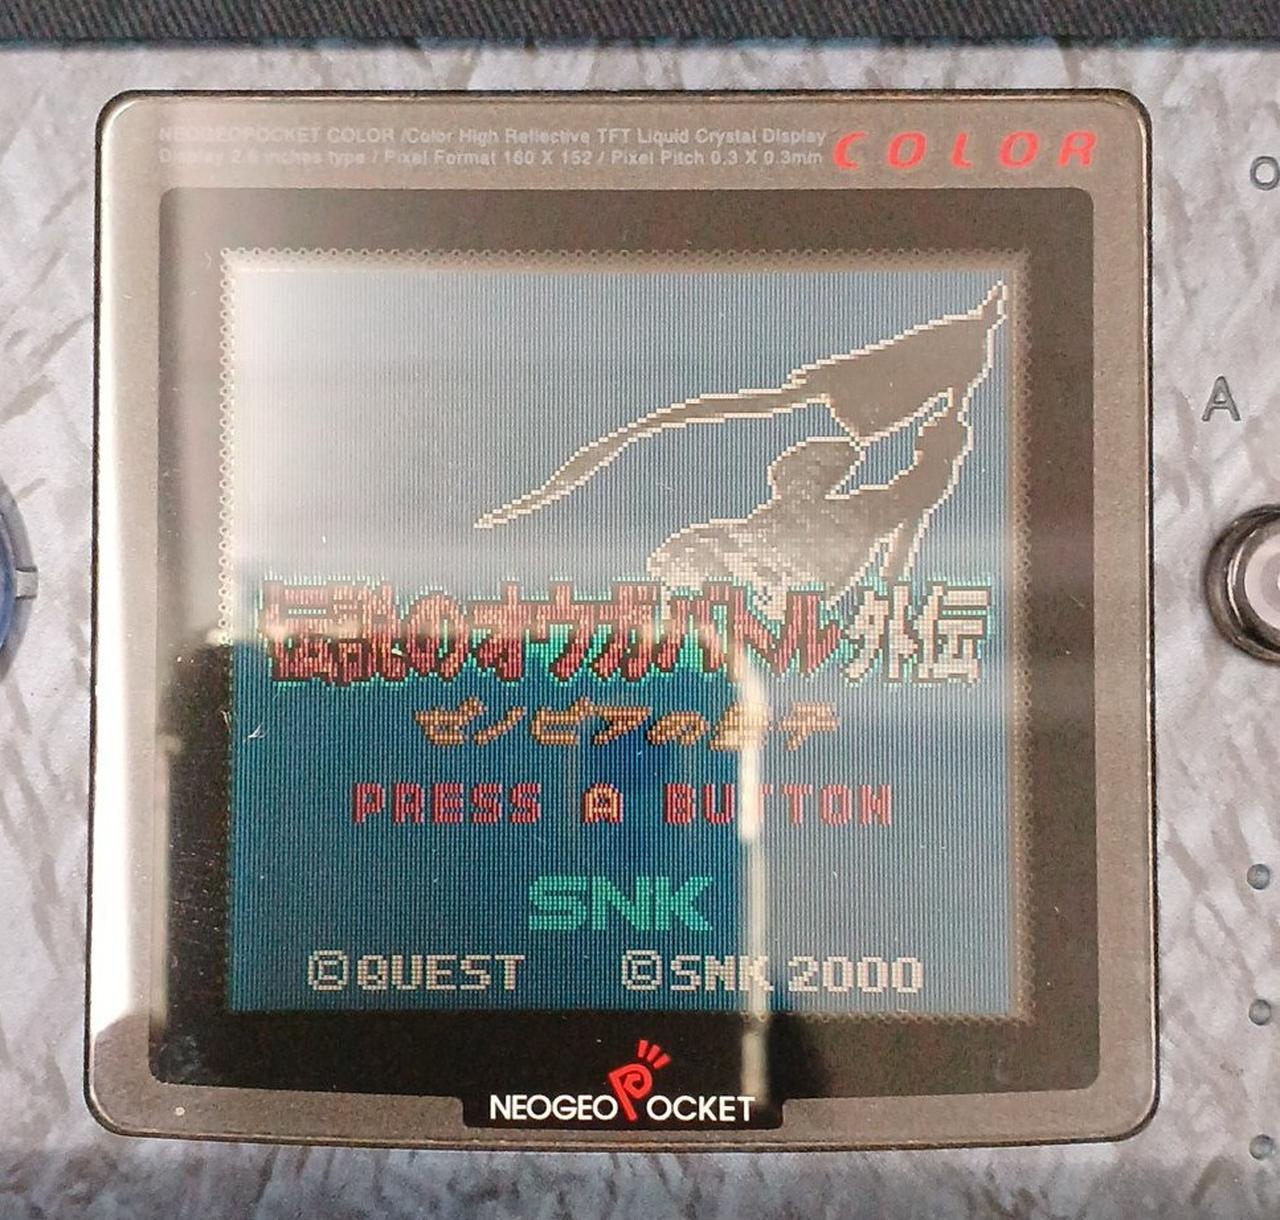 NEOGEOPOCKET COLOR /Color High Reflective TFT Liquid Crystal Display
Display 2.6 inches type / Pixel Format 160 X 152 / Pixel Pitch 0.3 X 0.3mm
COLOR
O
A
伝説のオウガバトル外伝
ゼノビアの皇子
PRESS A BUTTON
SNK
©QUEST ©SNK 2000
NEOGEO POCKET